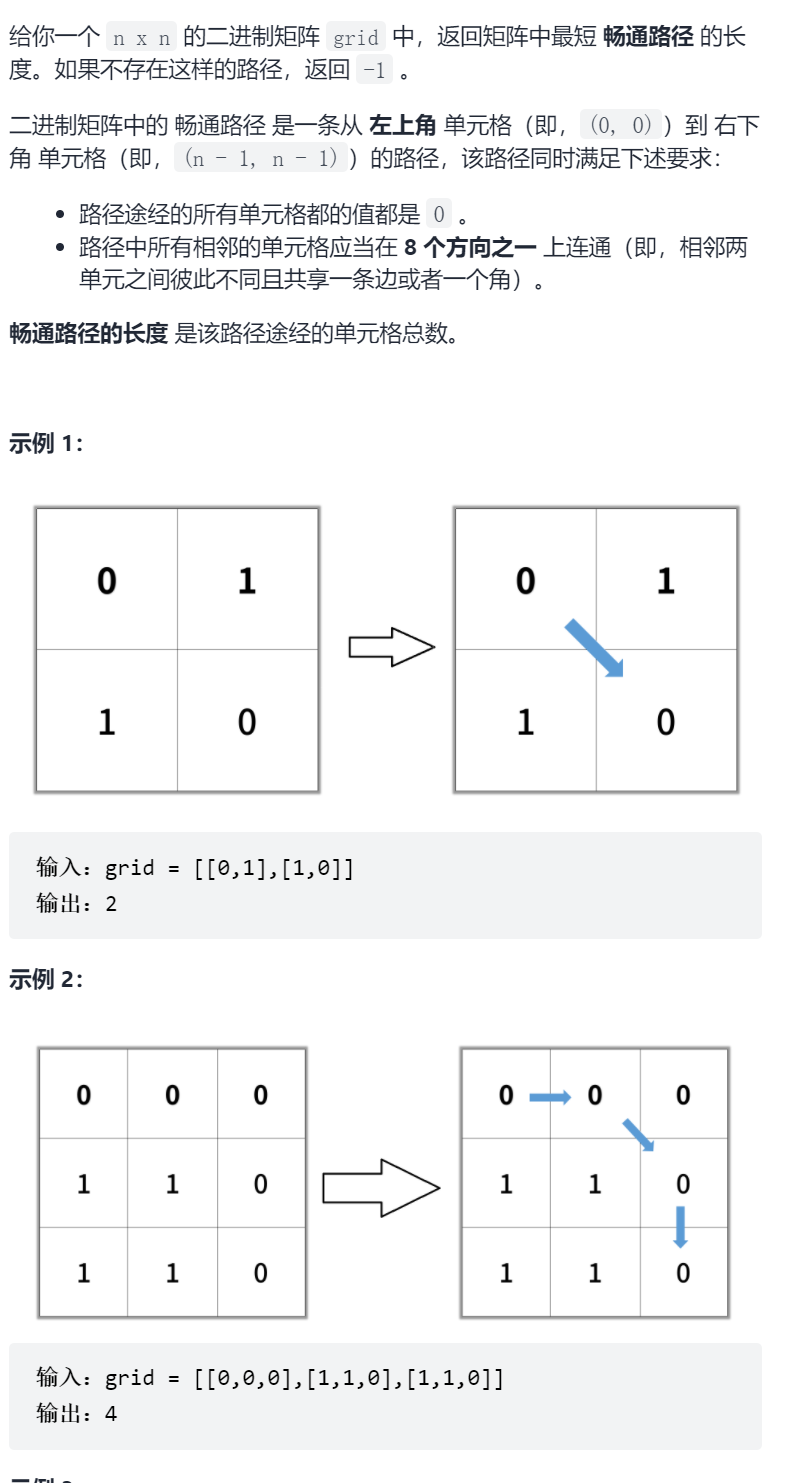 给你一个 n x n 的二进制矩阵 grid 中，返回矩阵中最短 畅通路径 的长
度。如果不存在这样的路径，返回 -1 。
二进制矩阵中的 畅通路径 是一条从 左上角 单元格（即，(0, 0)）到 右下
角 单元格（即，(n - 1, n - 1)）的路径，该路径同时满足下述要求：
• 路径途经的所有单元格都的值都是 0 。
• 路径中所有相邻的单元格应当在 8 个方向之一 上连通（即，相邻两
单元之间彼此不同且共享一条边或者一个角）。
畅通路径的长度 是该路径途经的单元格总数。
示例 1：
0 1 0 1
1 0 1 0
输入：grid = [[0,1],[1,0]]
输出：2
示例 2：
0 0 0 0 0 0
1 1 0 1 1 0
1 1 0 1 1 0
输入：grid = [[0,0,0],[1,1,0],[1,1,0]]
输出：4